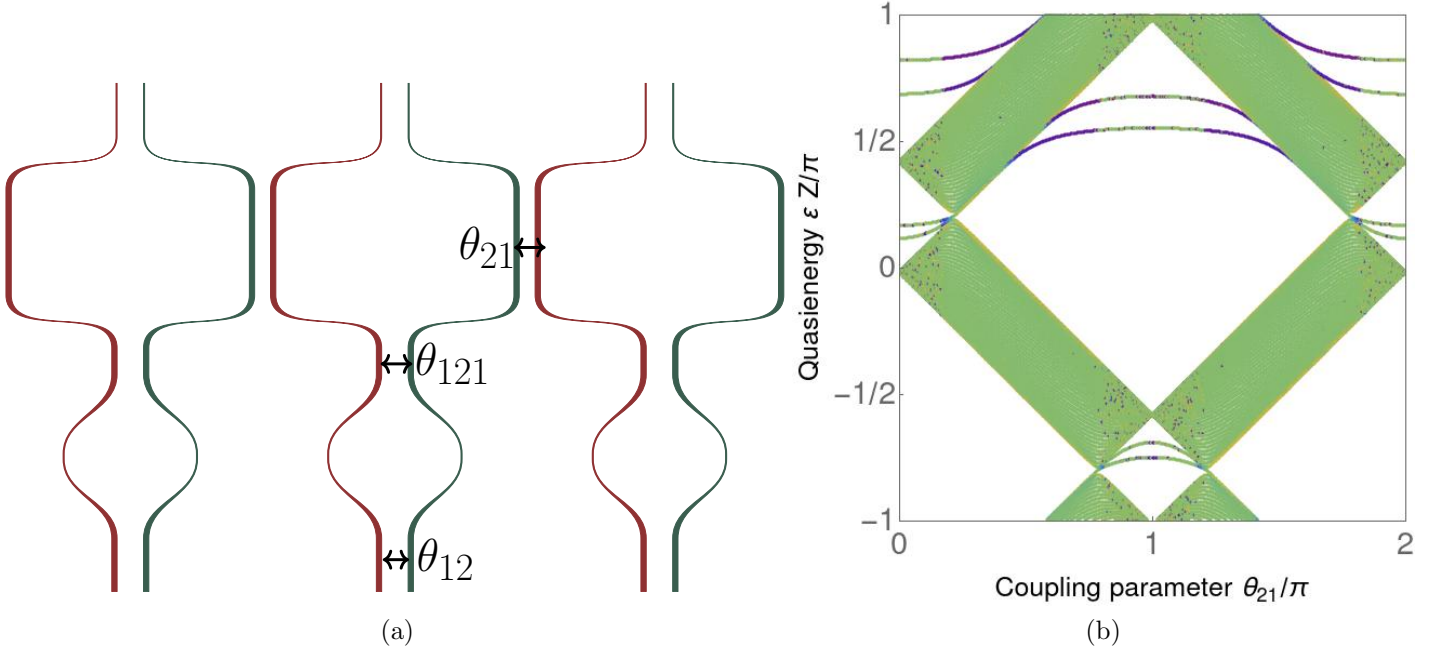 θ21
θ121
θ12
(a)
Quasienergy ε Z/π
1
1/2
0
−1/2
−1
0
1
2
Coupling parameter θ21/π
(b)